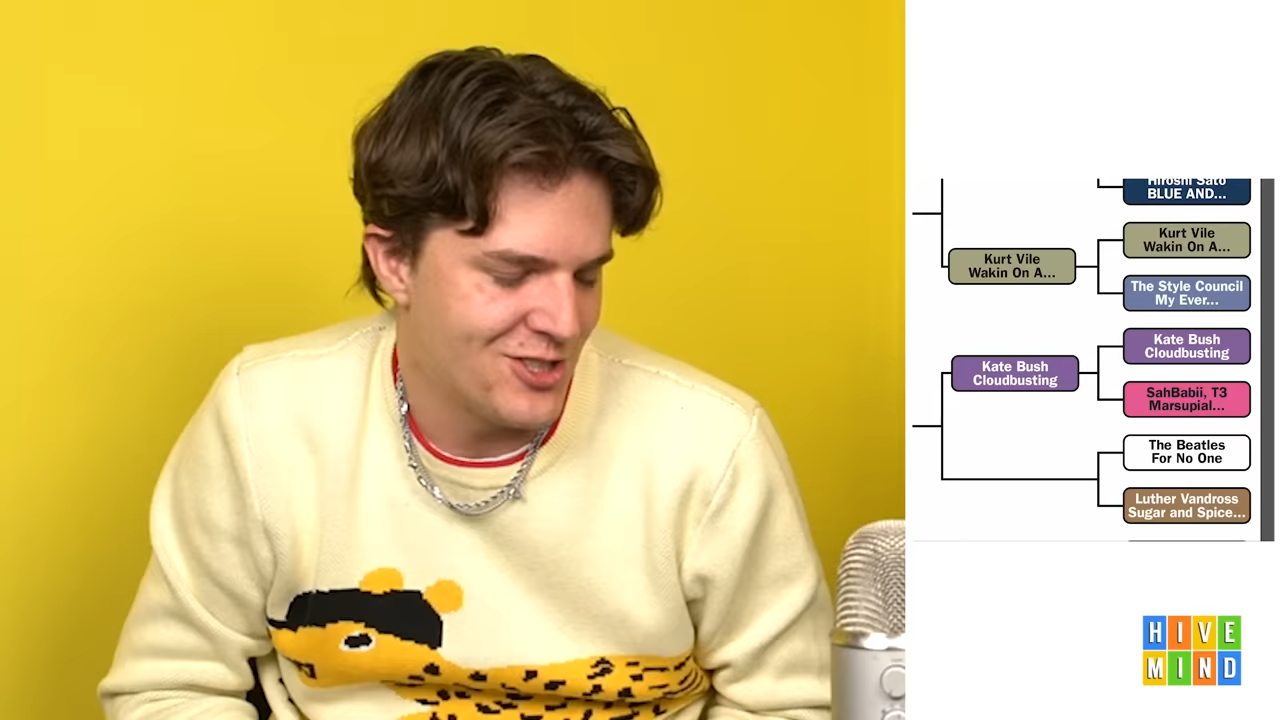 Hiroshi Sato
BLUE AND...
Kurt Vile
Wakin On A...
Kurt Vile
Wakin On A...
The Style Council
My Ever...
Kate Bush
Cloudbusting
Kate Bush
Cloudbusting
SahBabii, T3
Marsupial...
The Beatles
For No One
Luther Vandross
Sugar and Spice...
HIVE
MIND